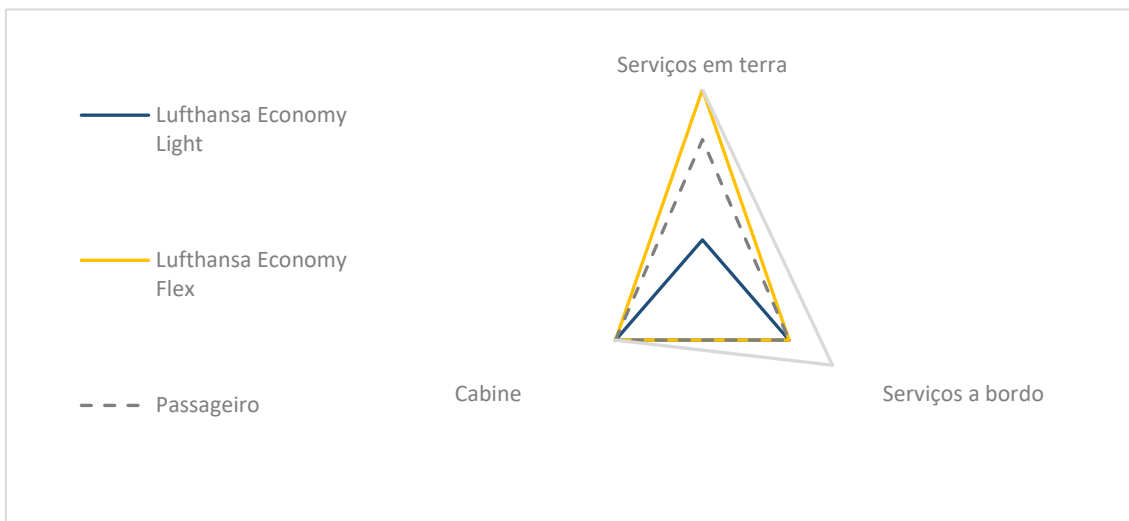 Serviços em terra
Lufthansa Economy
Light
Lufthansa Economy
Flex
Cabine
Serviços a bordo
Passageiro